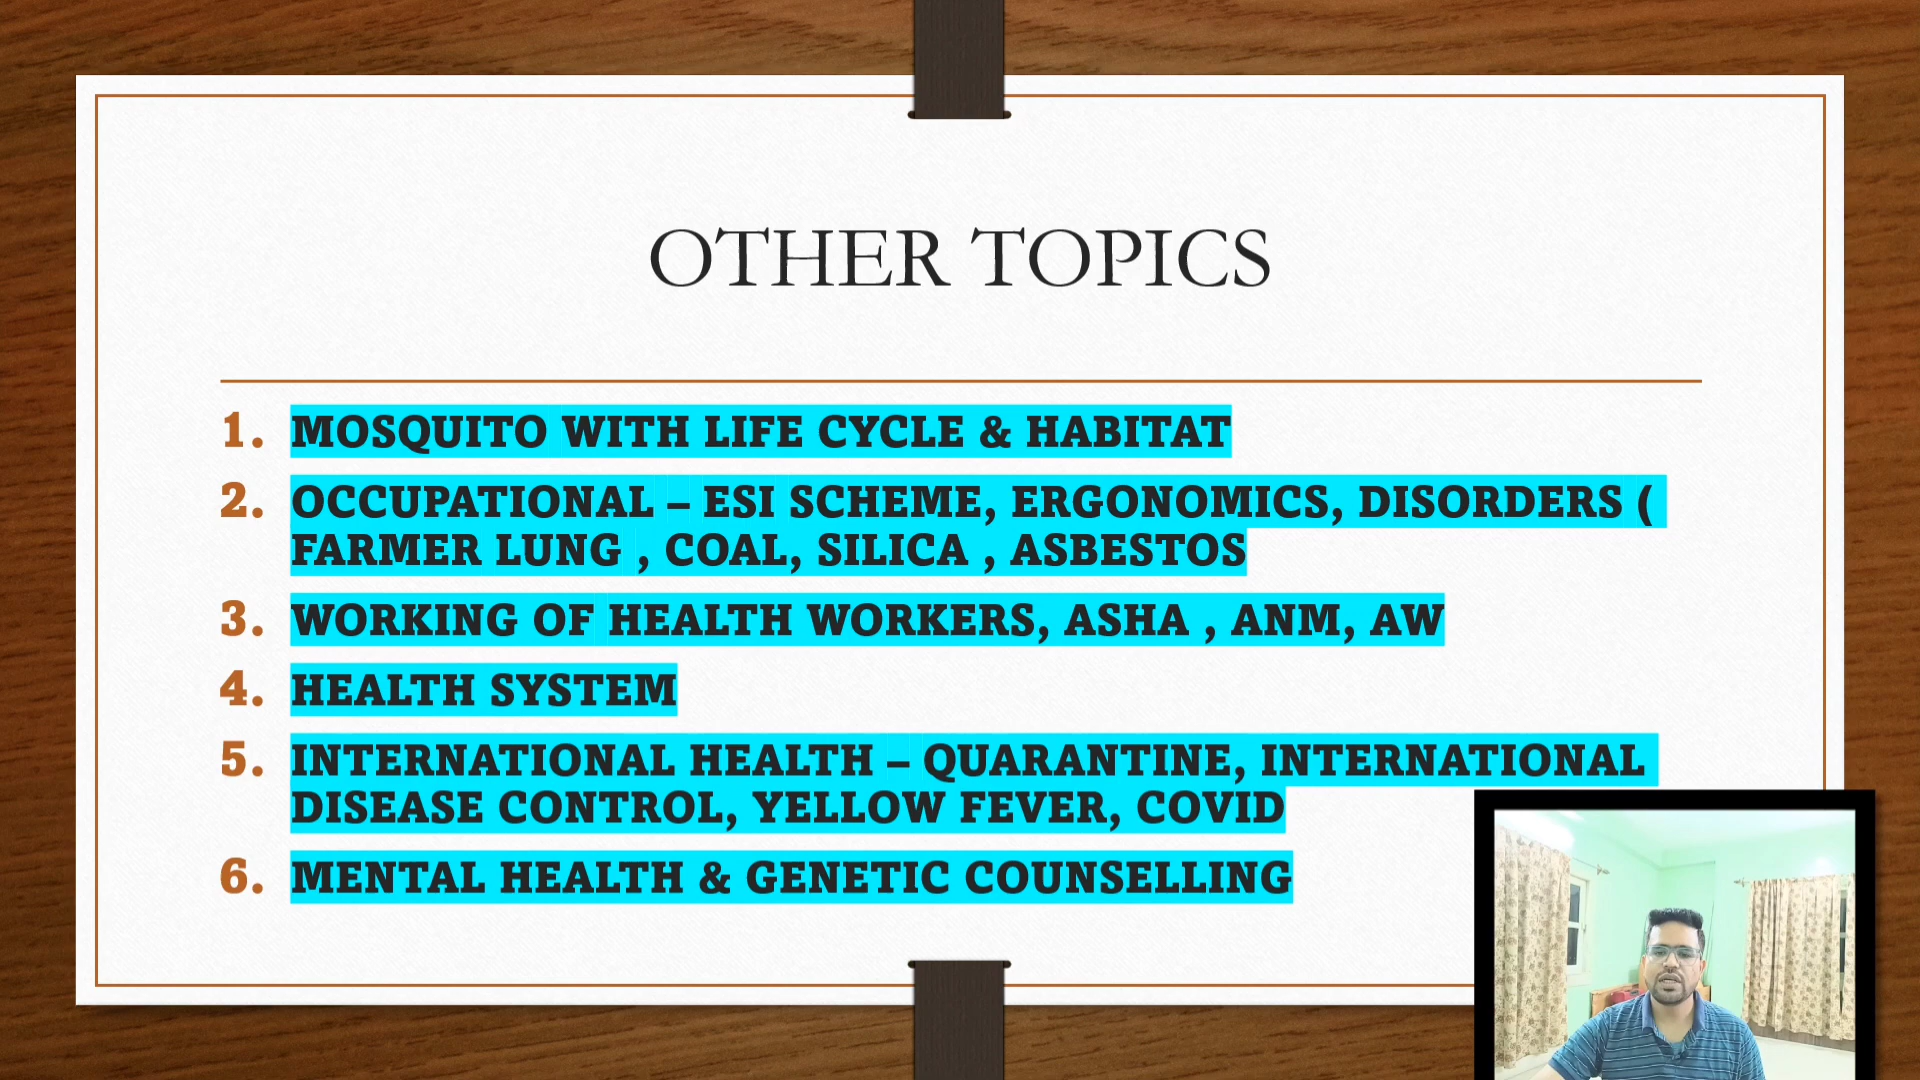 OTHER TOPICS
1. MOSQUITO WITH LIFE CYCLE & HABITAT
2. OCCUPATIONAL – ESI SCHEME, ERGONOMICS, DISORDERS (
FARMER LUNG , COAL, SILICA , ASBESTOS
3. WORKING OF HEALTH WORKERS, ASHA , ANM, AW
4. HEALTH SYSTEM
5. INTERNATIONAL HEALTH – QUARANTINE, INTERNATIONAL
DISEASE CONTROL, YELLOW FEVER, COVID
6. MENTAL HEALTH & GENETIC COUNSELLING